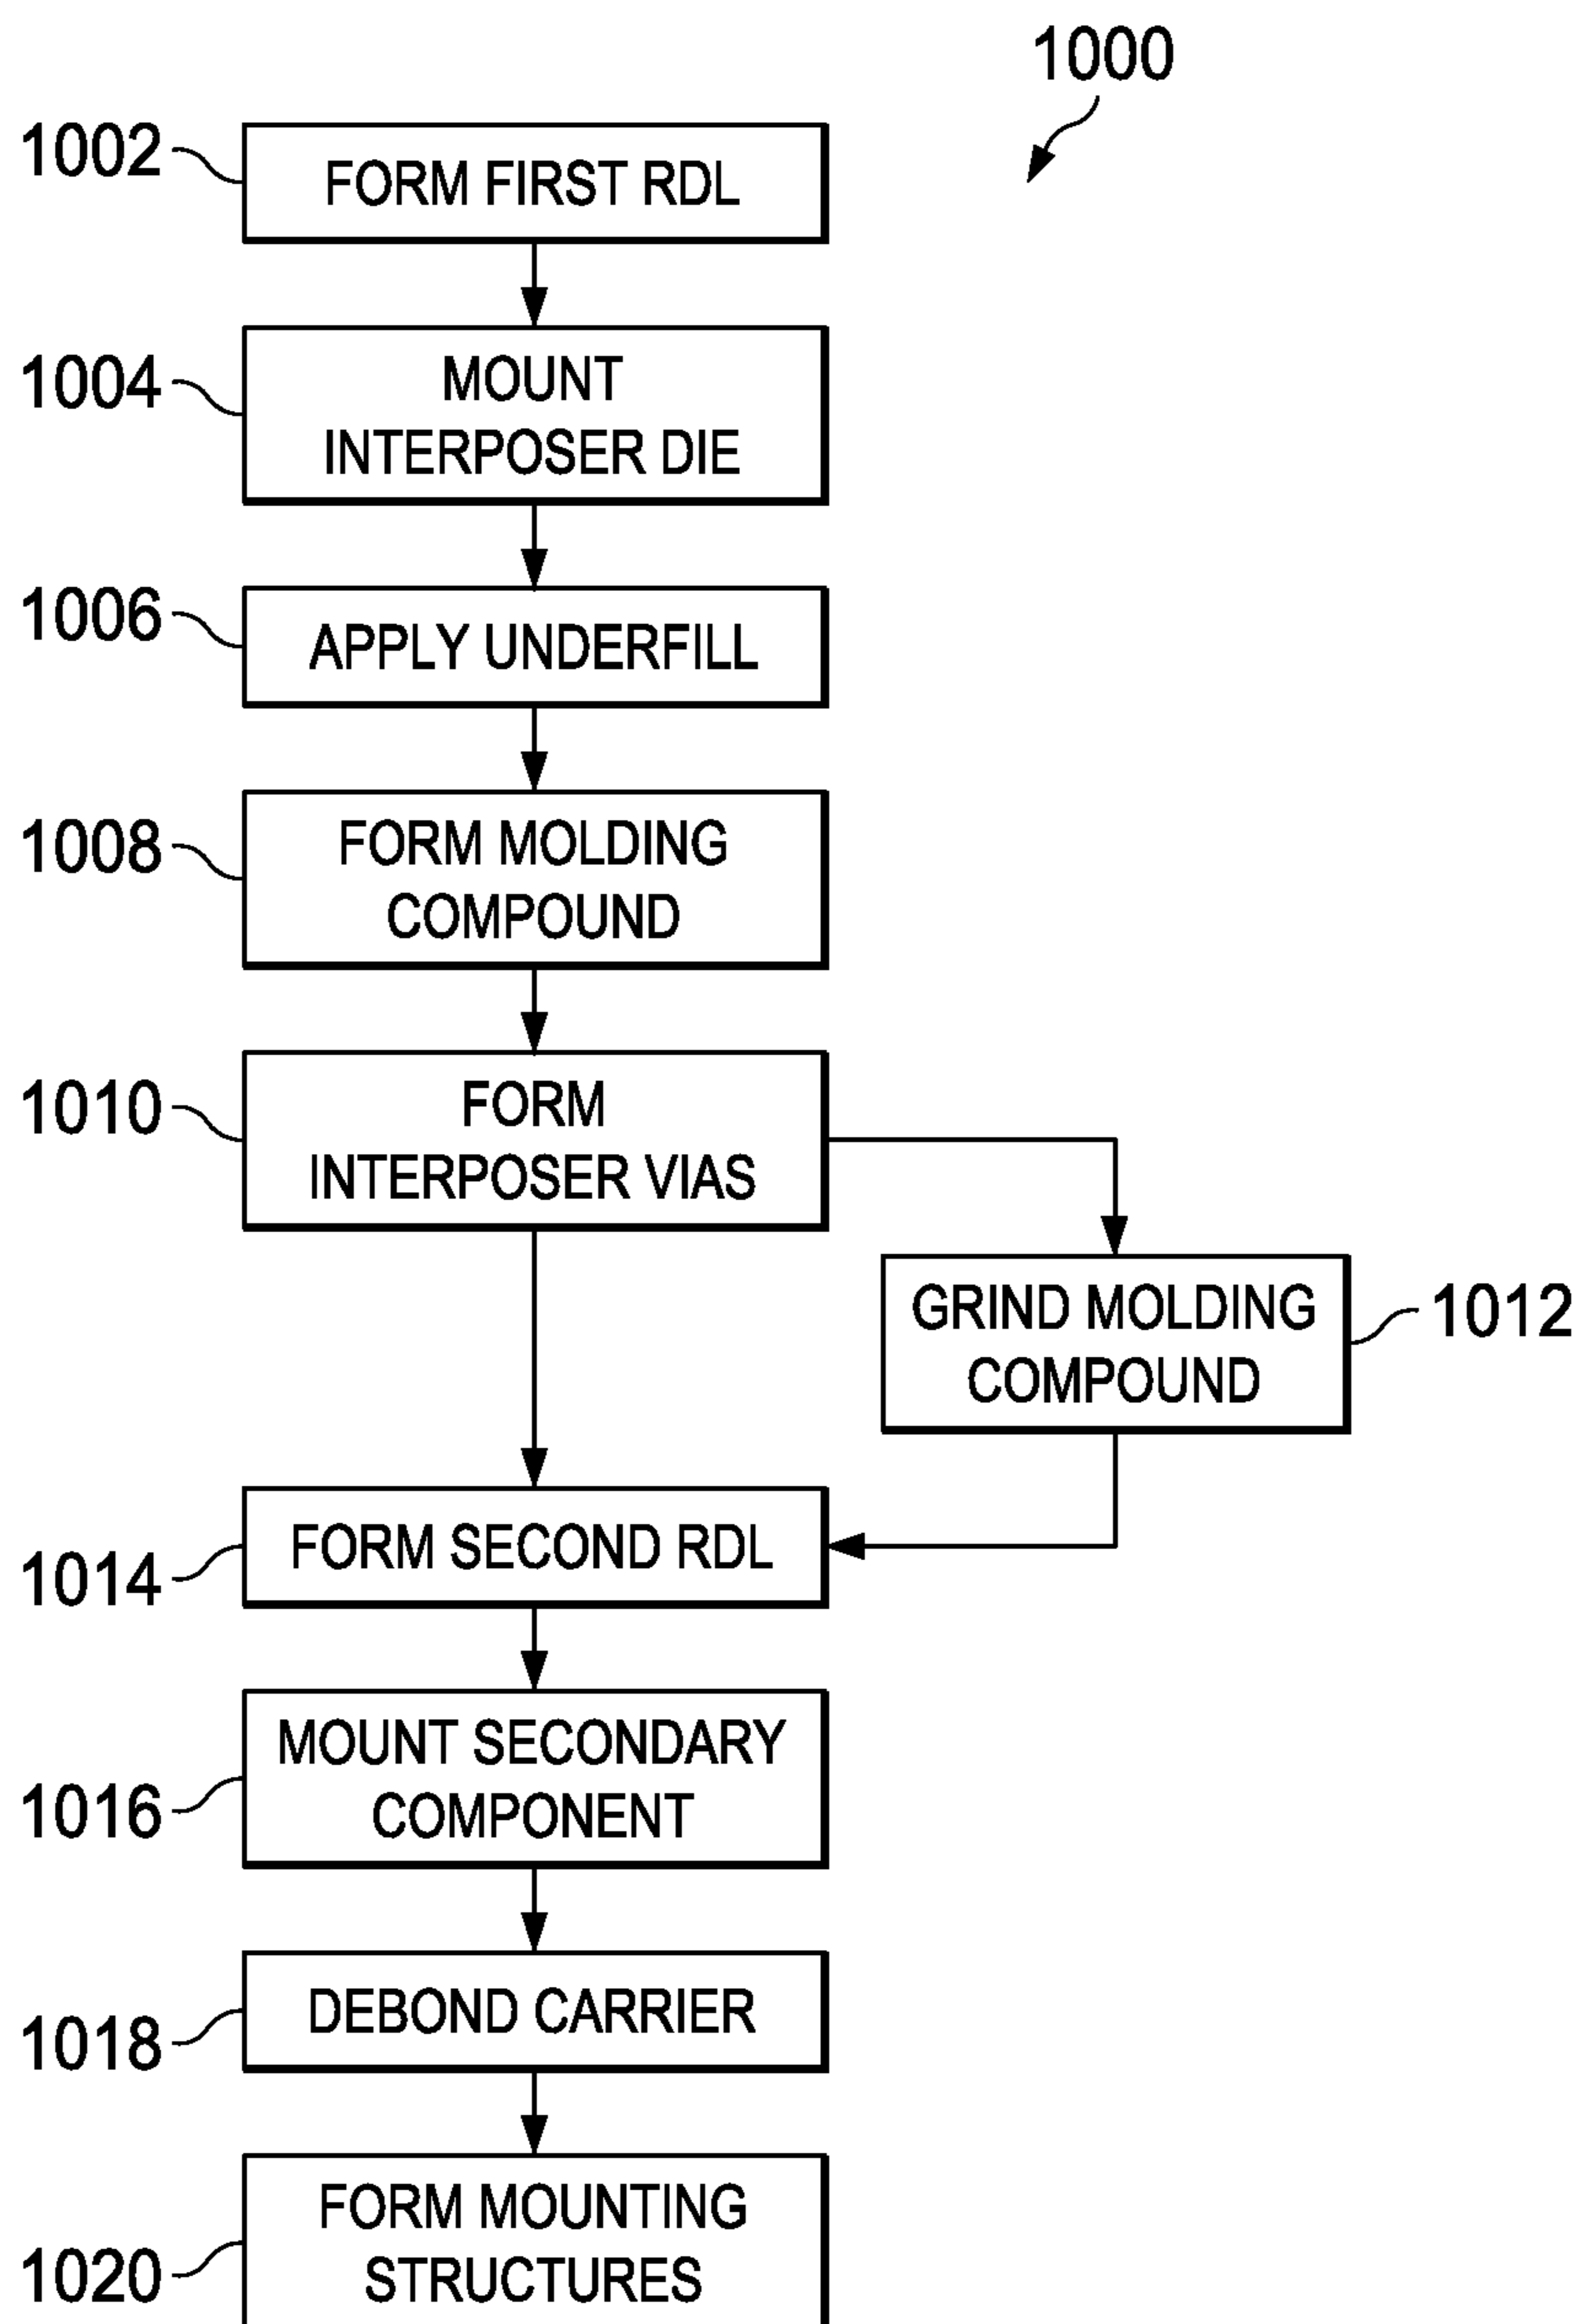 1000
1002
FORM FIRST RDL
1004
MOUNT
INTERPOSER DIE
1006
APPLY UNDERFILL
1008
FORM MOLDING
COMPOUND
1010
FORM
INTERPOSER VIAS
GRIND MOLDING
COMPOUND
1012
1014
FORM SECOND RDL
1016
MOUNT SECONDARY
COMPONENT
1018
DEBOND CARRIER
1020
FORM MOUNTING
STRUCTURES